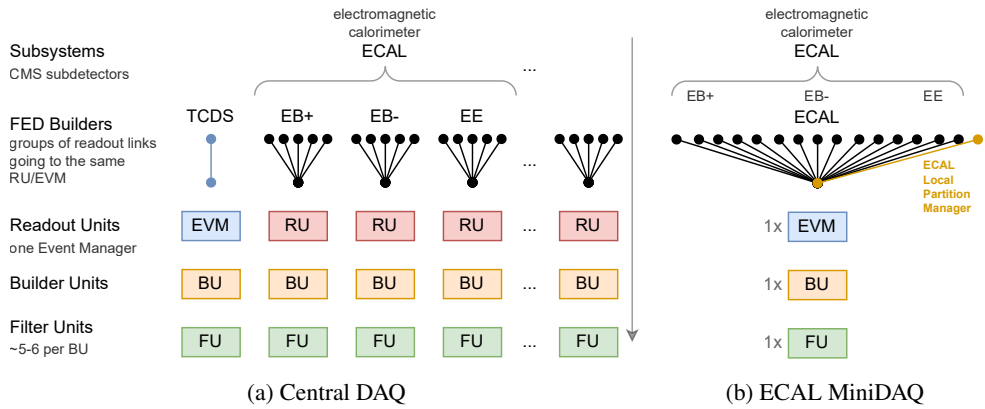 electromagnetic
calorimeter
ECAL
Subsystems
CMS subdetectors
...
TCDS
EB+
EB-
EE
FED Builders
groups of readout links
going to the same
RU/EVM
...
Readout Units
one Event Manager
EVM
RU
RU
RU
...
RU
Builder Units
BU
BU
BU
BU
...
BU
Filter Units
~5-6 per BU
FU
FU
FU
FU
...
FU
(a) Central DAQ
electromagnetic
calorimeter
ECAL
EB+
EB-
EE
ECAL
ECAL
Local
Partition
Manager
1x
EVM
1x
BU
1x
FU
(b) ECAL MiniDAQ